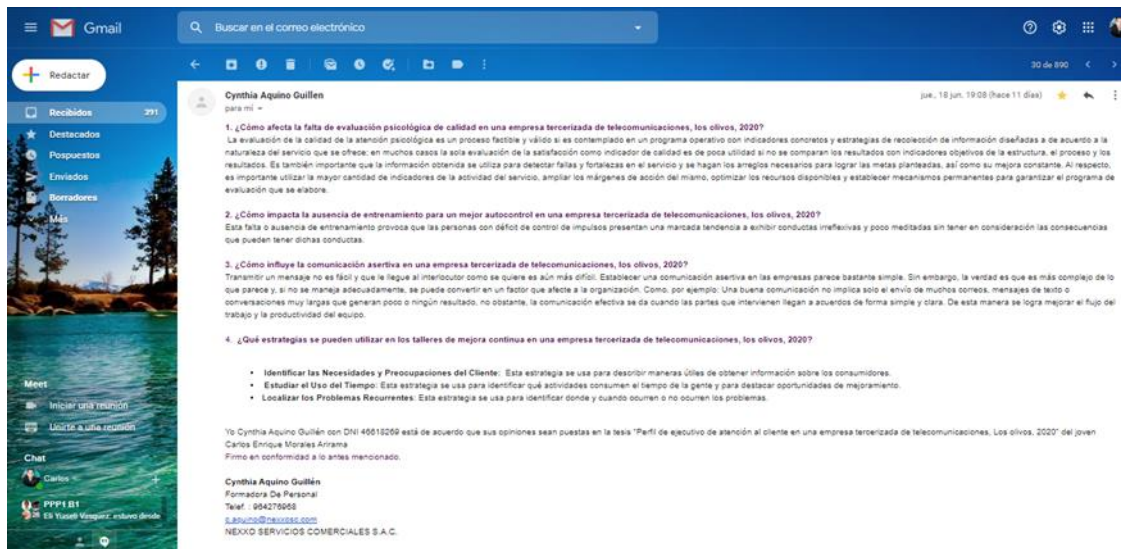 Gmail
Buscar en el correo electrónico
Redactar
30 de 890
Recibidos 291
Destacados
Pospuestos
Enviados
Borradores
Más
Cynthia Aquino Guillen
jue., 18 jun. 19:08 (hace 11 días)
para mí
1. ¿Cómo afecta la falta de evaluación psicológica de calidad en una empresa tercerizada de telecomunicaciones, los olivos, 2020?
La evaluación de la calidad de la atención psicológica es un proceso factible y válido si es contemplado en un programa operativo con indicadores concretos y estrategias de recolección de información diseñadas a de acuerdo a la
naturaleza del servicio que se ofrece; en muchos casos la sola evaluación de la satisfacción como indicador de calidad es de poca utilidad si no se comparan los resultados con indicadores objetivos de la estructura, el proceso y los
resultados. Es también importante que la información obtenida se utiliza para detectar fallas y fortalezas en el servicio y se hagan los arreglos necesarios para lograr las metas planteadas, así como su mejora constante. Al respecto,
es importante utilizar la mayor cantidad de indicadores de la actividad del servicio, ampliar los márgenes de acción del mismo, optimizar los recursos disponibles y establecer mecanismos permanentes para garantizar el programa de
evaluación que se elabore.
2. ¿Cómo impacta la ausencia de entrenamiento para un mejor autocontrol en una empresa tercerizada de telecomunicaciones, los olivos, 2020?
Esta falta o ausencia de entrenamiento provoca que las personas con déficit de control de impulsos presentan una marcada tendencia a exhibir conductas irreflexivas y poco meditadas sin tener en consideración las consecuencias
que pueden tener dichas conductas.
3. ¿Cómo influye la comunicación asertiva en una empresa tercerizada de telecomunicaciones, los olivos, 2020?
Transmitir un mensaje no es fácil y que le llegue al interlocutor como se quiere es aún más difícil. Establecer una comunicación asertiva en las empresas parece bastante simple. Sin embargo, la verdad es que es más complejo de lo
que parece y, si no se maneja adecuadamente, se puede convertir en un factor que afecte a la organización. Como, por ejemplo: Una buena comunicación no implica solo el envío de muchos correos, mensajes de texto o
conversaciones muy largas que generan poco o ningún resultado, no obstante, la comunicación efectiva se da cuando las partes que intervienen llegan a acuerdos de forma simple y clara. De esta manera se logra mejorar el flujo del
trabajo y la productividad del equipo.
4. ¿Qué estrategias se pueden utilizar en los talleres de mejora continua en una empresa tercerizada de telecomunicaciones, los olivos, 2020?
• Identificar las Necesidades y Preocupaciones del Cliente: Esta estrategia se usa para describir maneras útiles de obtener información sobre los consumidores.
• Estudiar el Uso del Tiempo: Esta estrategia se usa para identificar qué actividades consumen el tiempo de la gente y para destacar oportunidades de mejoramiento.
• Localizar los Problemas Recurrentes: Esta estrategia se usa para identificar donde y cuando ocurren o no ocurren los problemas.
Yo Cynthia Aquino Guillén con DNI 46618269 está de acuerdo que sus opiniones sean puestas en la tesis "Perfil de ejecutivo de atención al cliente en una empresa tercerizada de telecomunicaciones, Los olivos, 2020" del joven
Carlos Enrique Morales Arirama
Firmo en conformidad a lo antes mencionado.
Cynthia Aquino Guillén
Formadora De Personal
Telef. : 964276968
c.aquino@nexxosc.com
NEXXO SERVICIOS COMERCIALES S.A.C.
Meet
Iniciar una reunión
Unirte a una reunión
Chat
Carlos
PPP1 B1
Eli Yiuseli Vasquez: estuvo desde